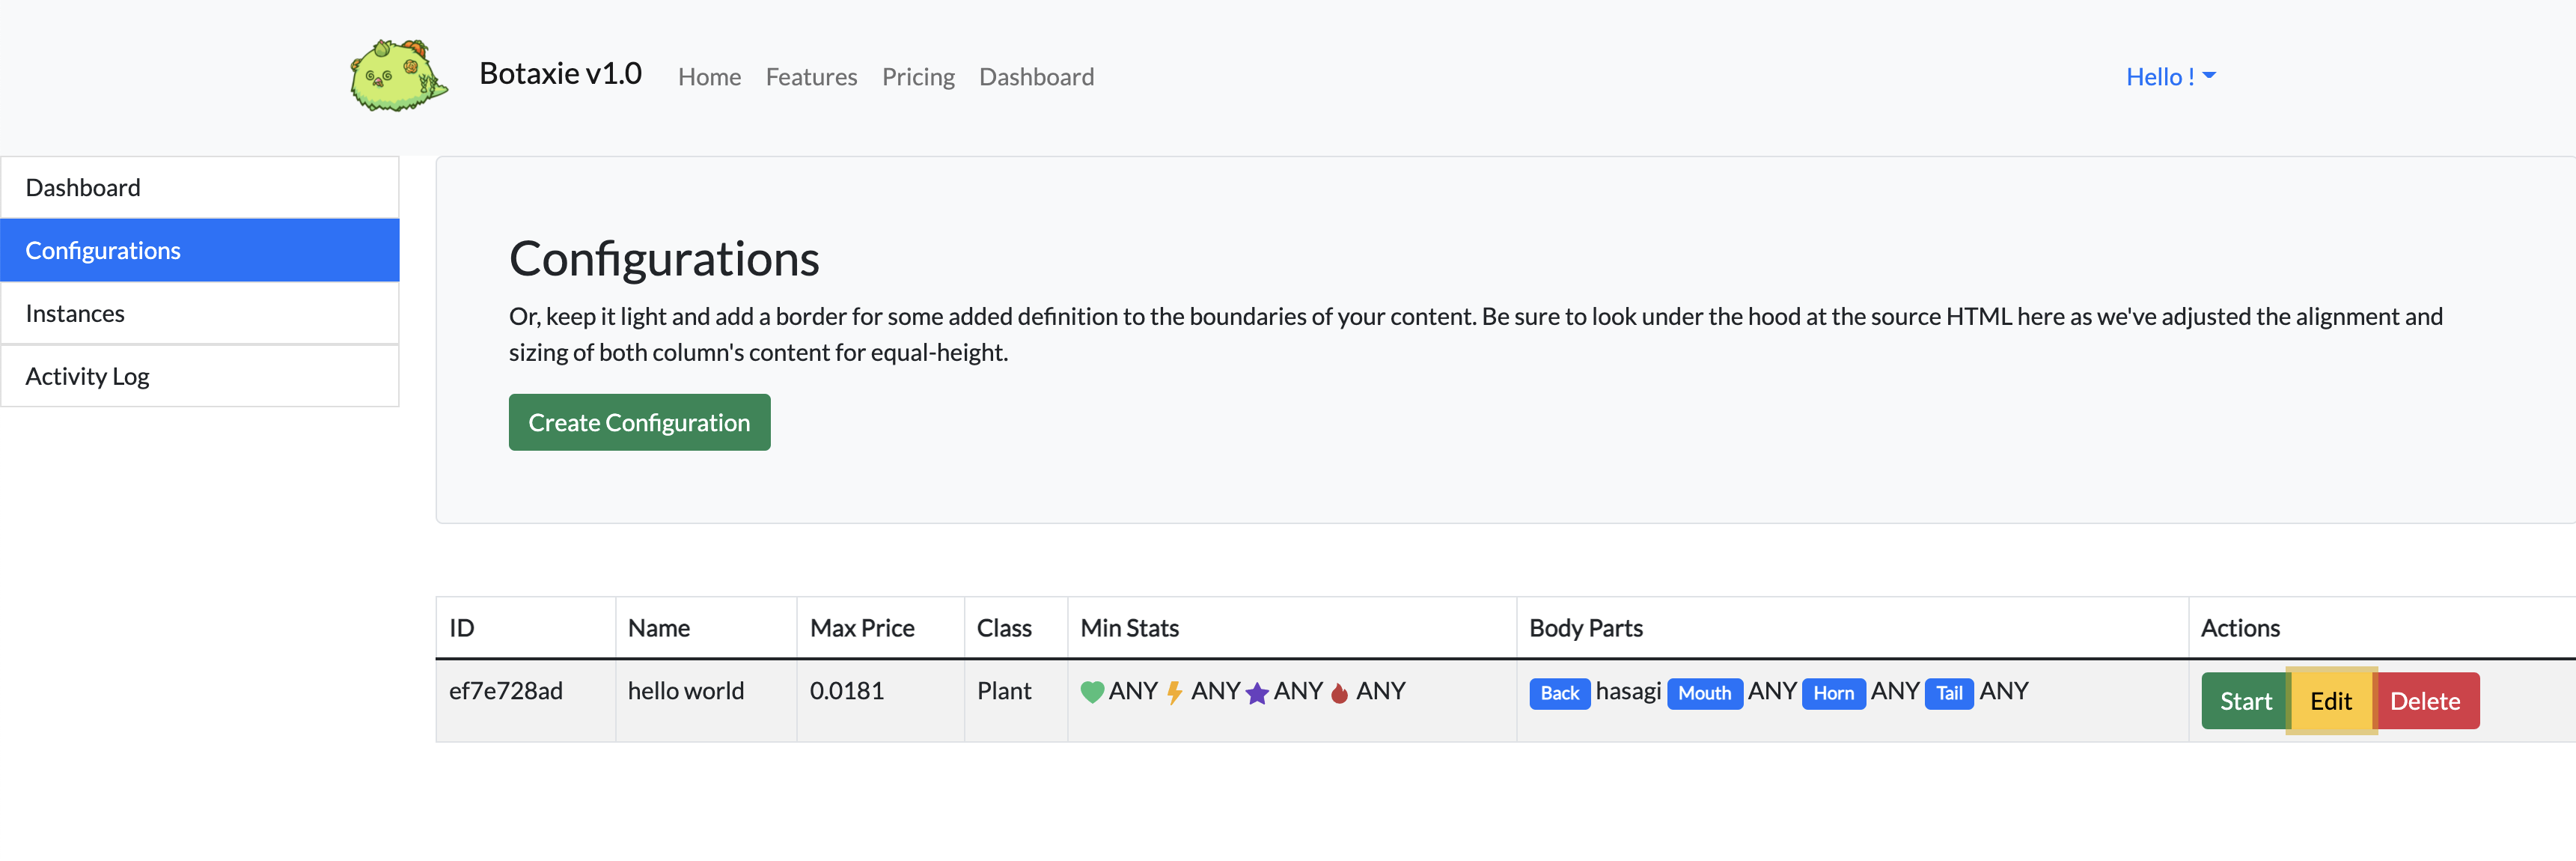 Botaxie v1.0 Home Features Pricing Dashboard Hello !
Dashboard
Configurations
Instances
Activity Log
Configurations
Or, keep it light and add a border for some added definition to the boundaries of your content. Be sure to look under the hood at the source HTML here as we've adjusted the alignment and
sizing of both column's content for equal-height.
Create Configuration
ID Name Max Price Class Min Stats Body Parts Actions
ef7e728ad hello world 0.0181 Plant ANY ANY ANY ANY Back hasagi Mouth ANY Horn ANY Tail ANY Start Edit Delete